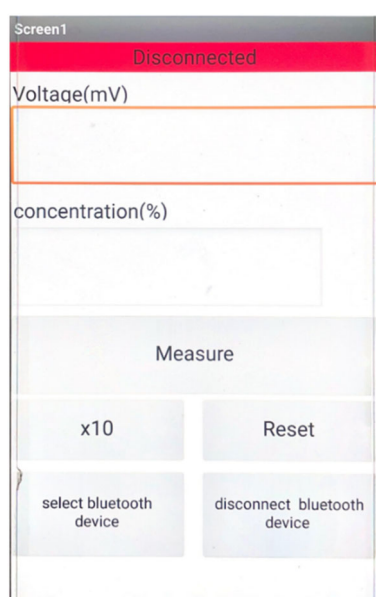 Screen1
Disconnected
Voltage(mV)
concentration(%)
Measure
x10 Reset
select bluetooth
device
disconnect bluetooth
device